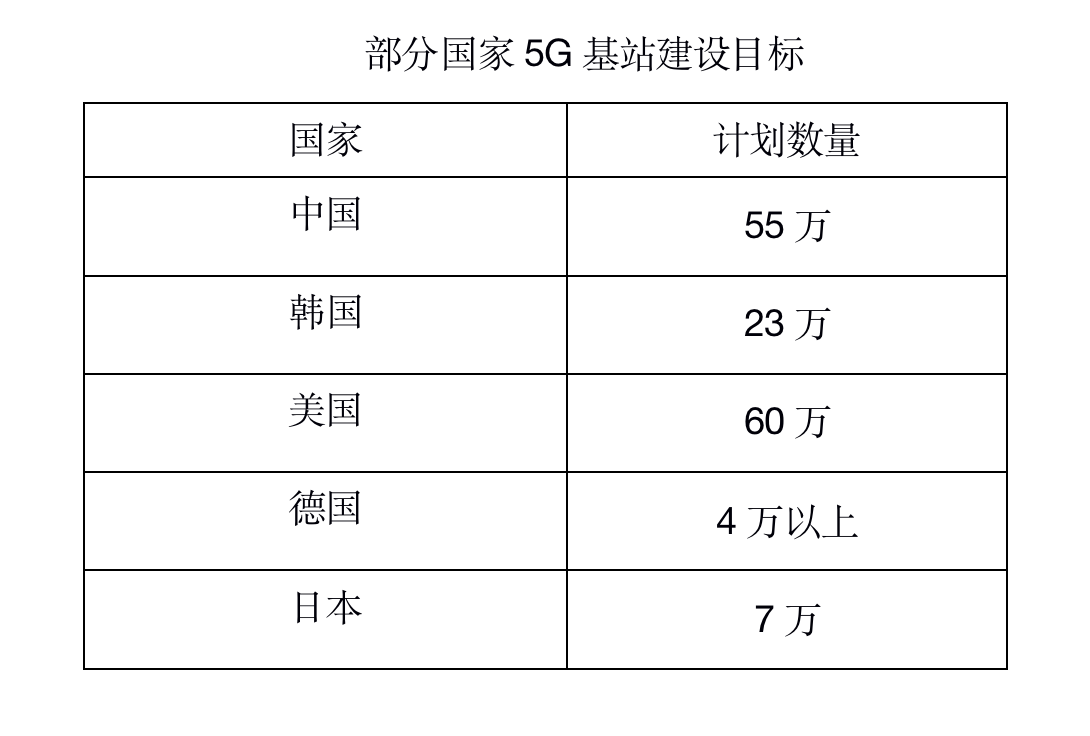 部分国家 5G 基站建设目标
国家 计划数量
中国 55 万
韩国 23 万
美国 60 万
德国 4 万以上
日本 7 万